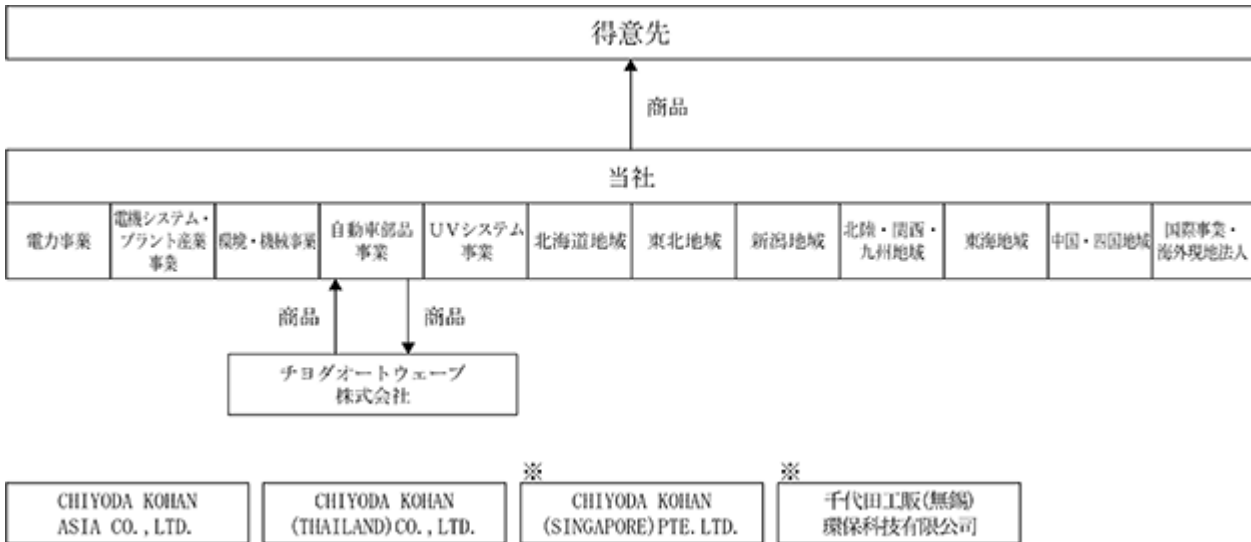 得意先
商品
当社
電力事業
電機システム・
プラント産業
事業
環境・機械事業
自動車部品
事業
UVシステム
事業
北海道地域
東北地域
新潟地域
北陸・関西・
九州地域
東海地域
中国・四国地域
国際事業・
海外現地法人
商品
商品
チヨダオートウェーブ
株式会社
CHIYODA KOHAN
ASIA CO.,LTD.
CHIYODA KOHAN
(THAILAND)CO.,LTD.
※
CHIYODA KOHAN
(SINGAPORE)PTE.LTD.
※
千代田工販(無錫)
環保科技有限公司